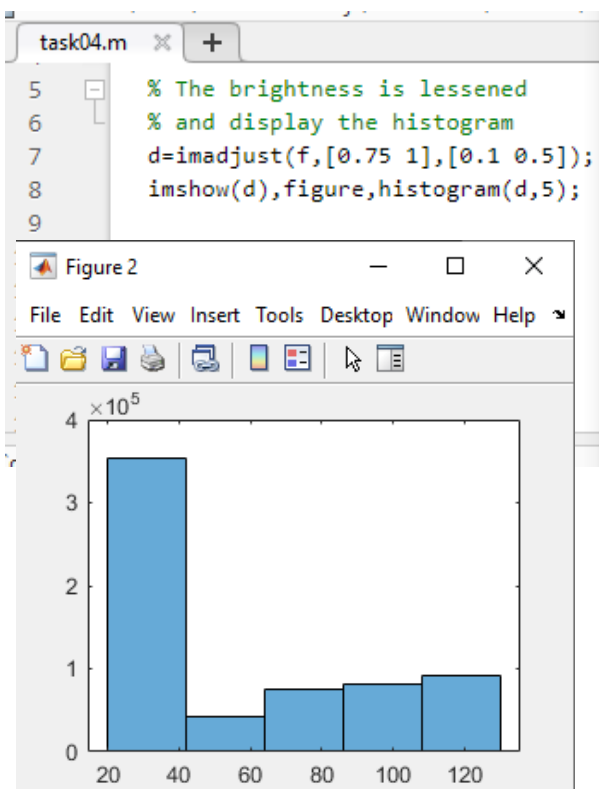 task04.m
5 % The brightness is lessened
6 % and display the histogram
7 d=imadjust(f,[0.75 1],[0.1 0.5]);
8 imshow(d),figure,histogram(d,5);
9
Figure 2
File Edit View Insert Tools Desktop Window Help
×10^5
4
3
2
1
0
20 40 60 80 100 120